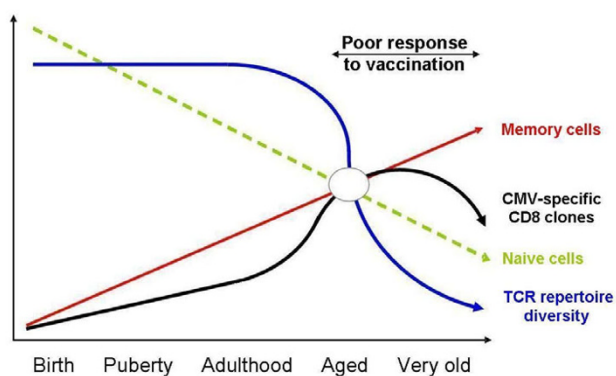 Poor response
to vaccination
Memory cells
CMV-specific
CD8 clones
Naive cells
TCR repertoire
diversity
Birth Puberty Adulthood Aged Very old